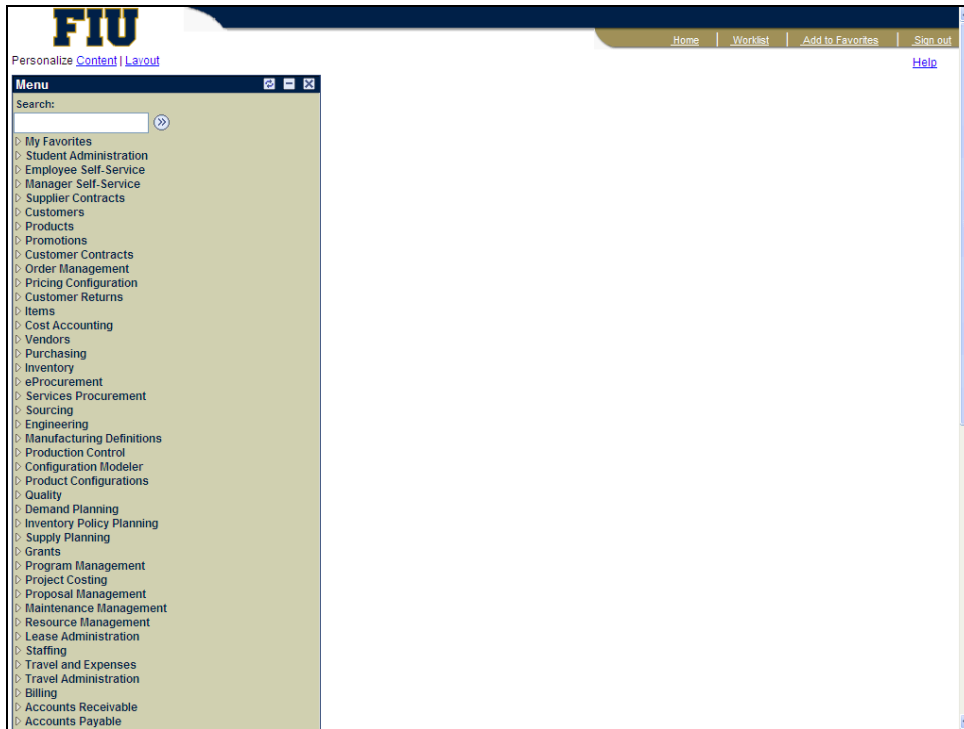 FIU
Home | Worklist | Add to Favorites | Sign out
Personalize Content | Layout
Help
Menu
Search:
My Favorites
Student Administration
Employee Self-Service
Manager Self-Service
Supplier Contracts
Customers
Products
Promotions
Customer Contracts
Order Management
Pricing Configuration
Customer Returns
Items
Cost Accounting
Vendors
Purchasing
Inventory
eProcurement
Services Procurement
Sourcing
Engineering
Manufacturing Definitions
Production Control
Configuration Modeler
Product Configurations
Quality
Demand Planning
Inventory Policy Planning
Supply Planning
Grants
Program Management
Project Costing
Proposal Management
Maintenance Management
Resource Management
Lease Administration
Staffing
Travel and Expenses
Travel Administration
Billing
Accounts Receivable
Accounts Payable